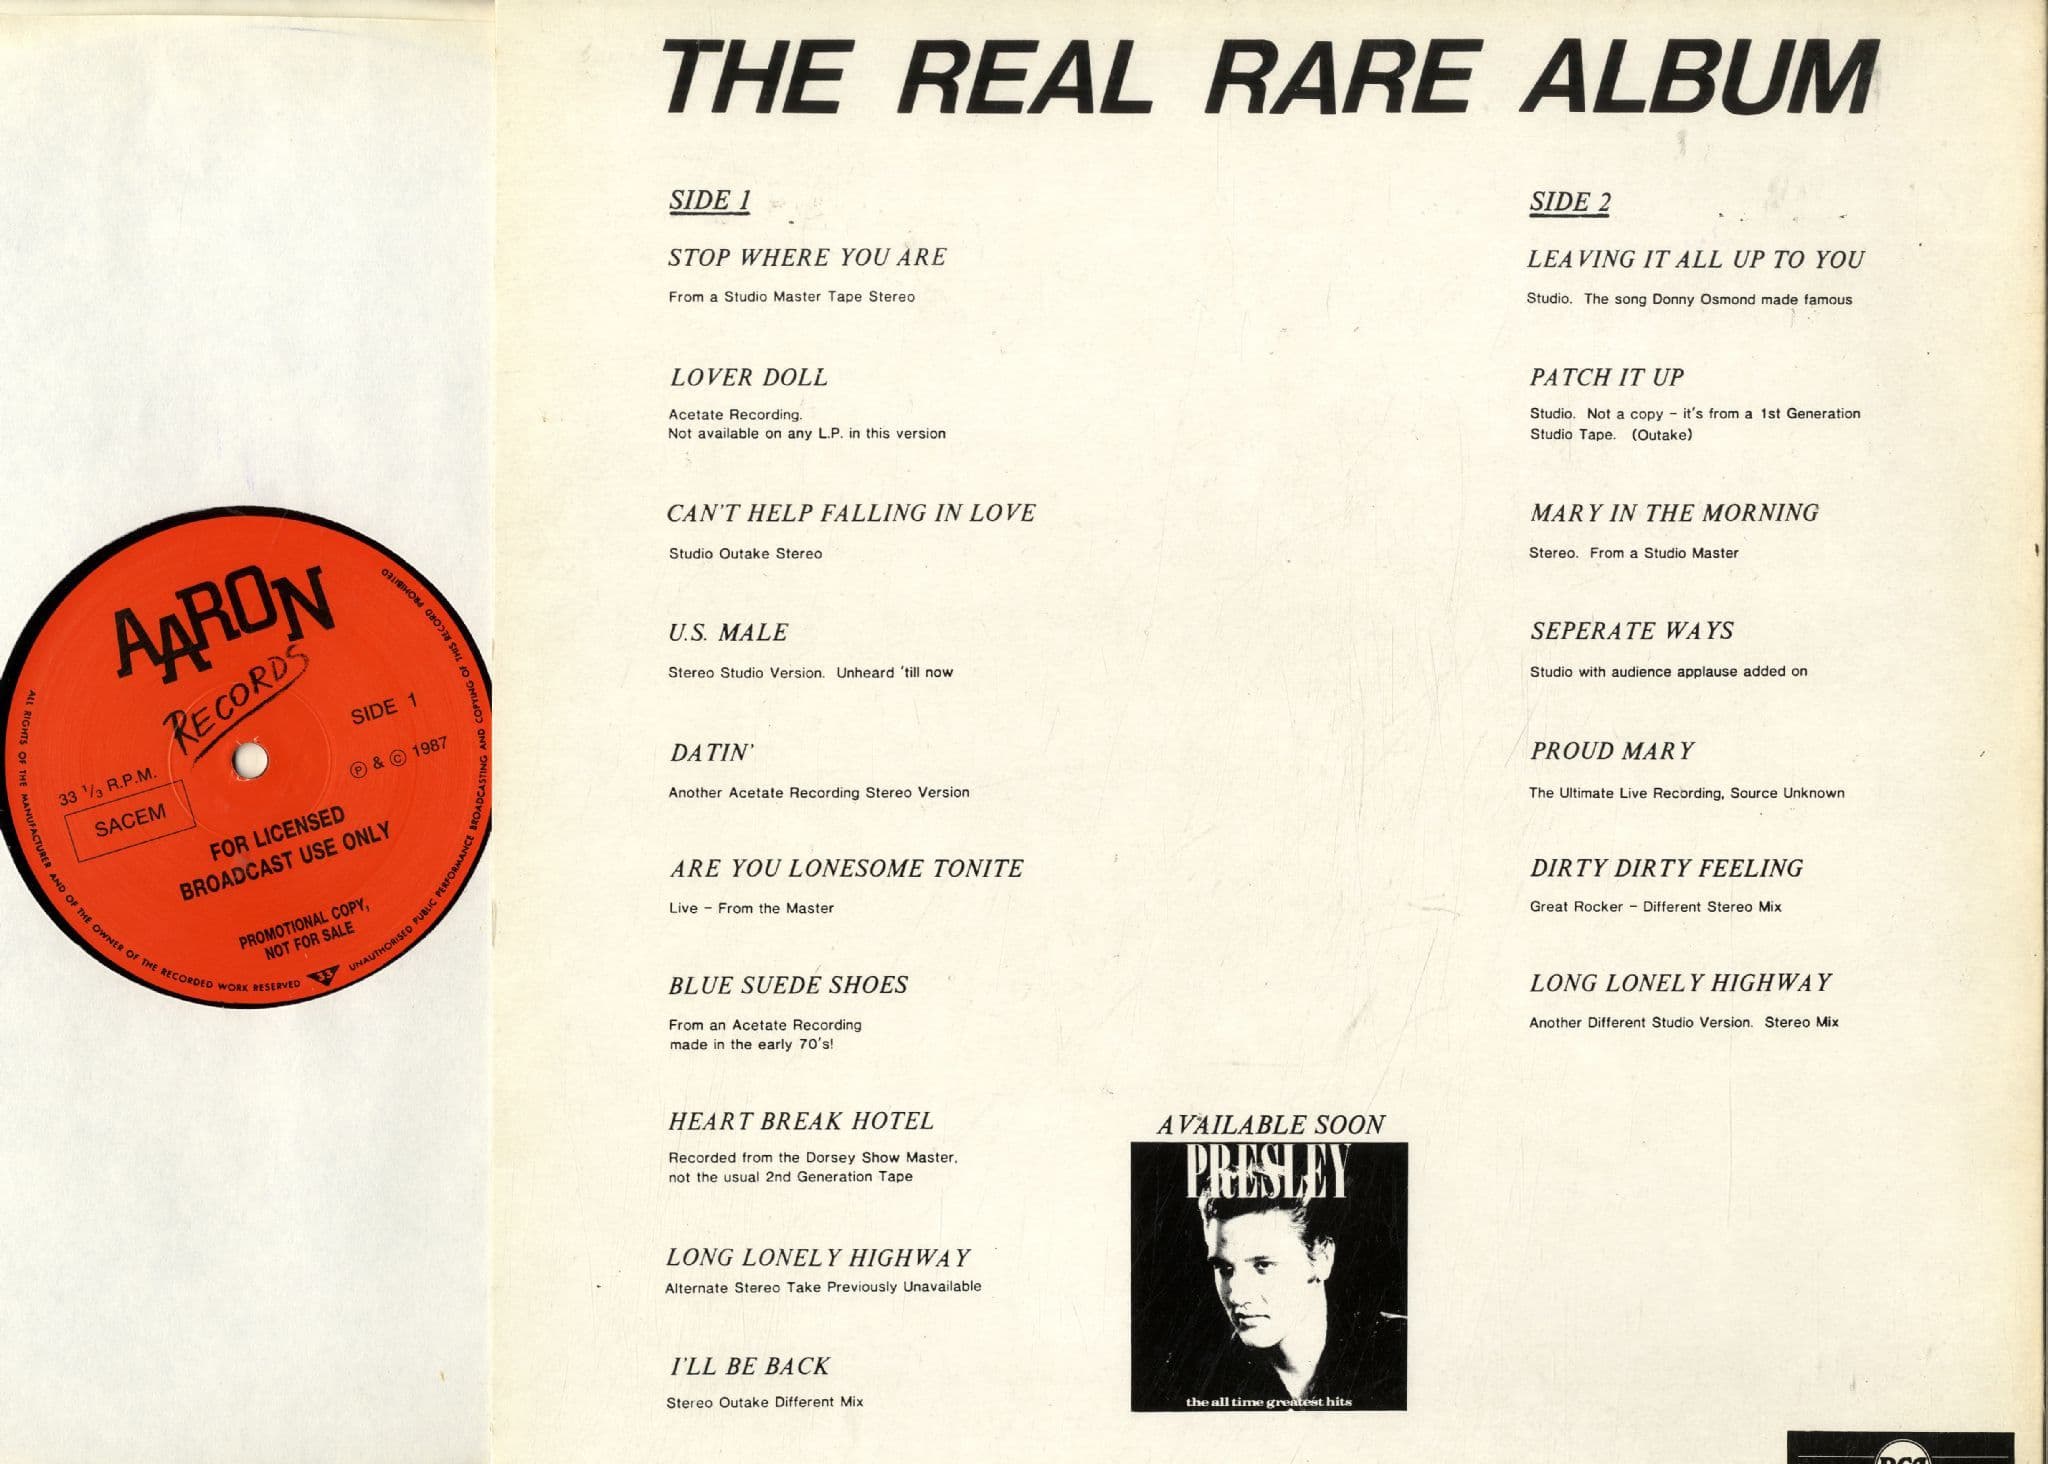 AARON
RECORDS
SIDE 1
Ⓟ & © 1987
33 1/3 R.P.M.
SACEM
FOR LICENSED
BROADCAST USE ONLY
PROMOTIONAL COPY,
NOT FOR SALE
33
ALL RIGHTS OF THE MANUFACTURER AND OF THE OWNER OF THE RECORDED WORK RESERVED
UNAUTHORISED PUBLIC PERFORMANCE BROADCASTING AND COPYING OF THIS RECORD PROHIBITED
THE REAL RARE ALBUM
SIDE 1
STOP WHERE YOU ARE
From a Studio Master Tape Stereo
LOVER DOLL
Acetate Recording.
Not available on any L.P. in this version
CAN'T HELP FALLING IN LOVE
Studio Outake Stereo
U.S. MALE
Stereo Studio Version. Unheard 'till now
DATIN'
Another Acetate Recording Stereo Version
ARE YOU LONESOME TONITE
Live - From the Master
BLUE SUEDE SHOES
From an Acetate Recording
made in the early 70's!
HEART BREAK HOTEL
Recorded from the Dorsey Show Master,
not the usual 2nd Generation Tape
LONG LONELY HIGHWAY
Alternate Stereo Take Previously Unavailable
I'LL BE BACK
Stereo Outake Different Mix
SIDE 2
LEAVING IT ALL UP TO YOU
Studio. The song Donny Osmond made famous
PATCH IT UP
Studio. Not a copy - it's from a 1st Generation
Studio Tape. (Outake)
MARY IN THE MORNING
Stereo. From a Studio Master
SEPERATE WAYS
Studio with audience applause added on
PROUD MARY
The Ultimate Live Recording, Source Unknown
DIRTY DIRTY FEELING
Great Rocker - Different Stereo Mix
LONG LONELY HIGHWAY
Another Different Studio Version. Stereo Mix
AVAILABLE SOON
PRESLEY
the all time greatest hits